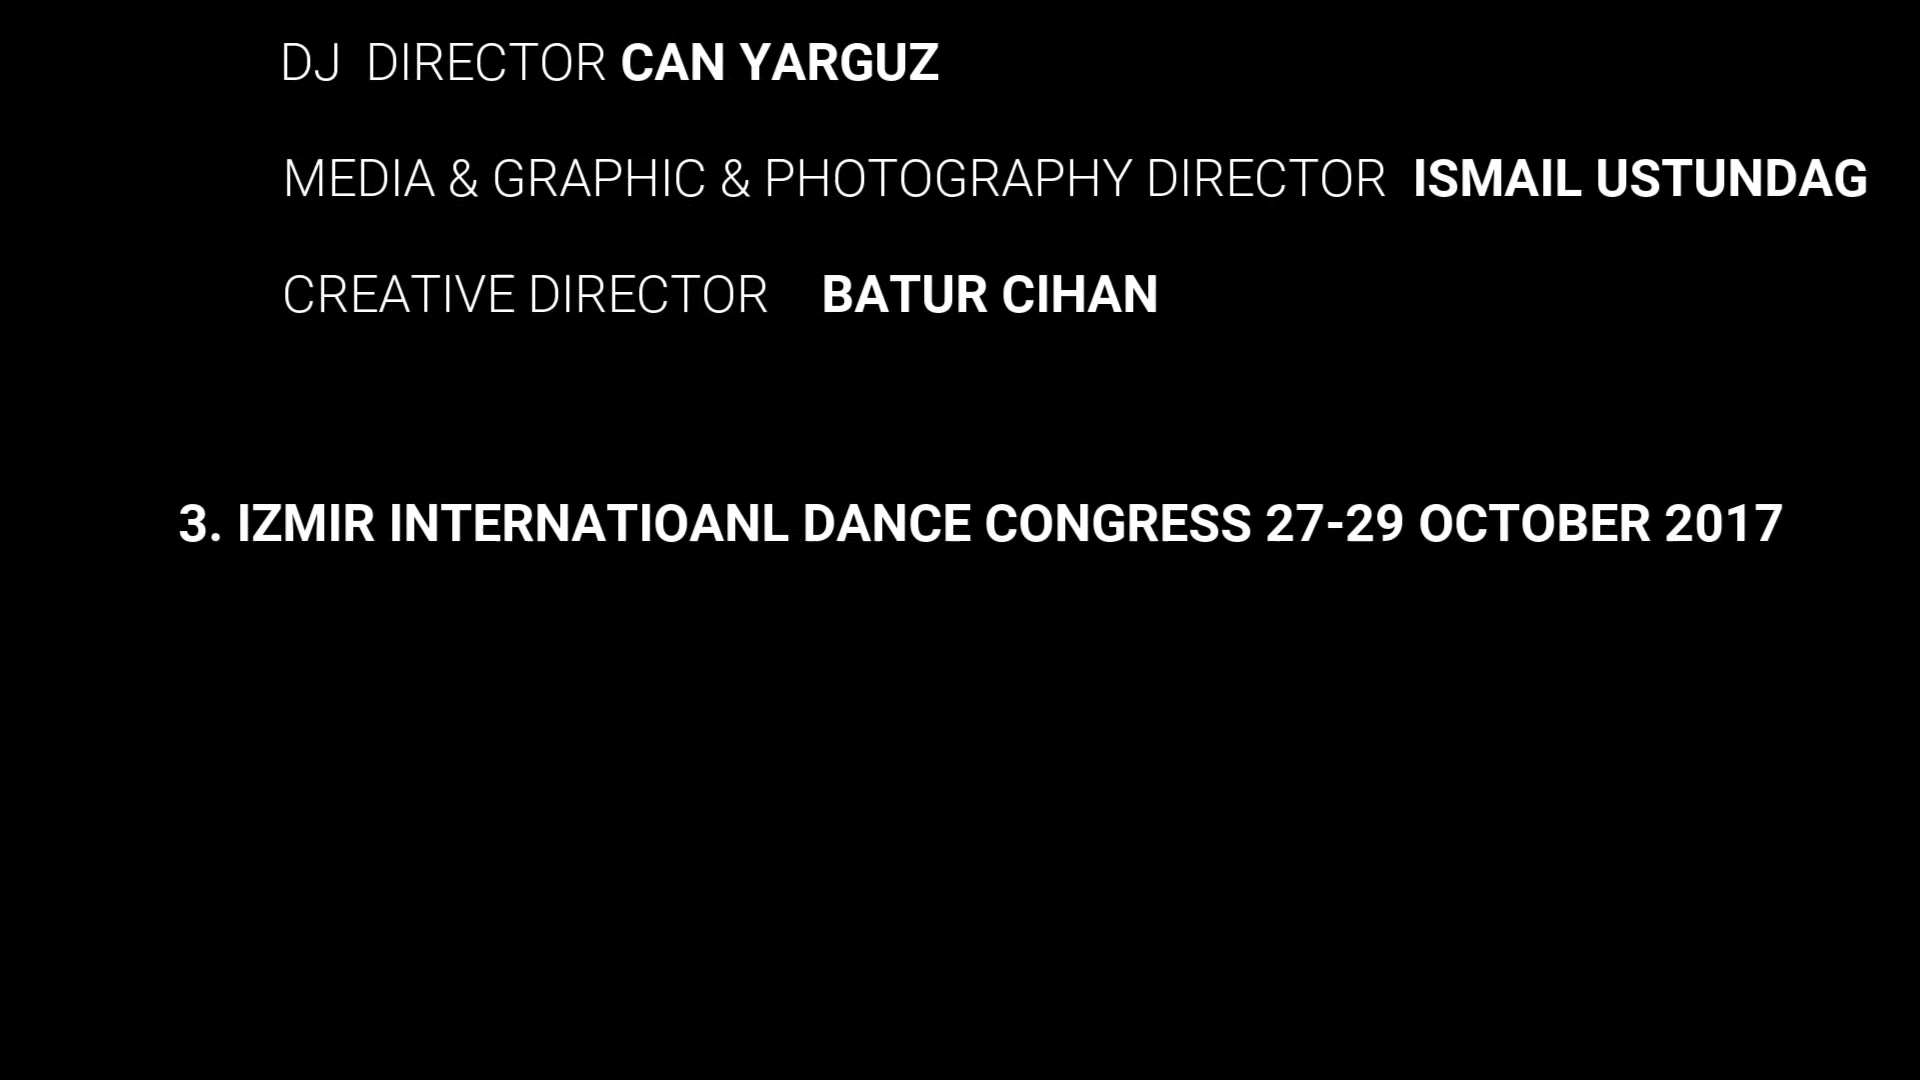 DJ DIRECTOR CAN YARGUZ
MEDIA & GRAPHIC & PHOTOGRAPHY DIRECTOR ISMAIL USTUNDAG
CREATIVE DIRECTOR BATUR CIHAN
3. IZMIR INTERNATIOANL DANCE CONGRESS 27-29 OCTOBER 2017